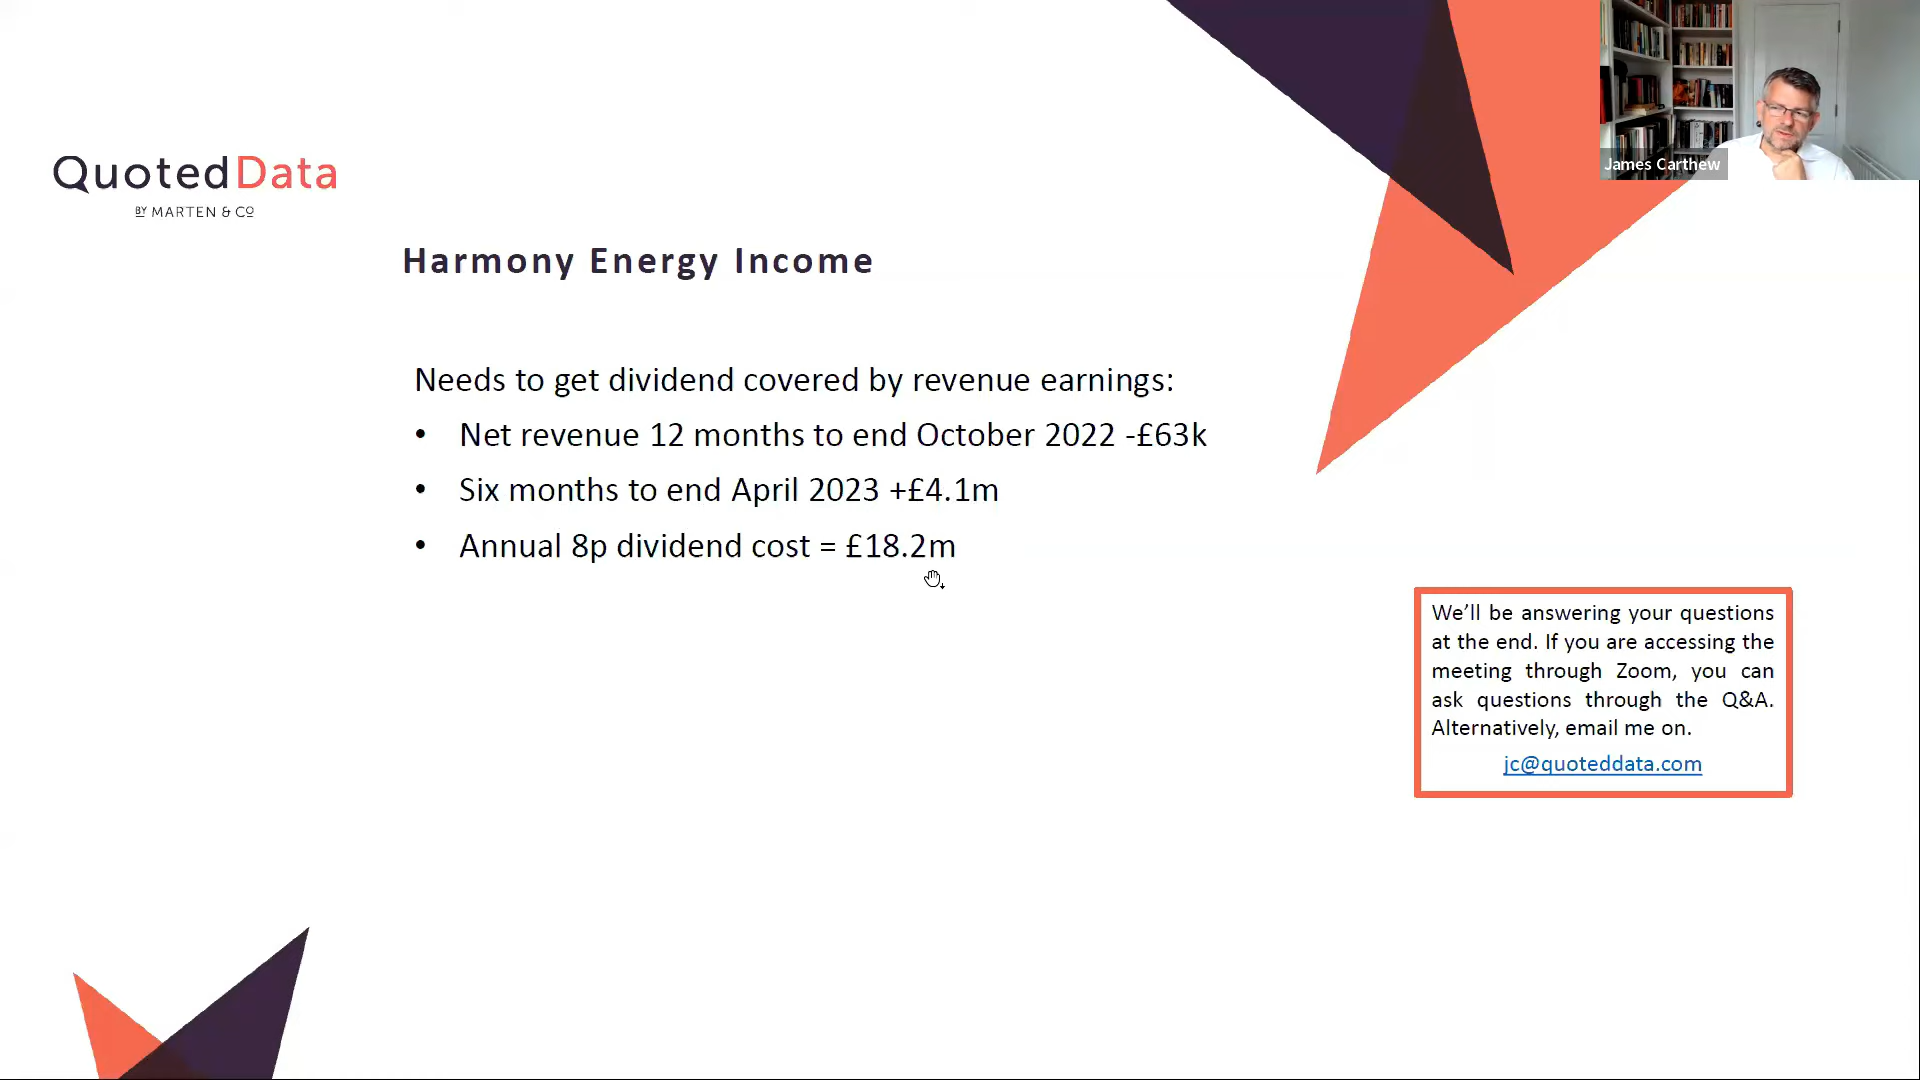 James Carthew
QuotedData
BY MARTEN & CO
Harmony Energy Income
Needs to get dividend covered by revenue earnings:
• Net revenue 12 months to end October 2022 -£63k
• Six months to end April 2023 +£4.1m
• Annual 8p dividend cost = £18.2m
We’ll be answering your questions
at the end. If you are accessing the
meeting through Zoom, you can
ask questions through the Q&A.
Alternatively, email me on.
jc@quoteddata.com